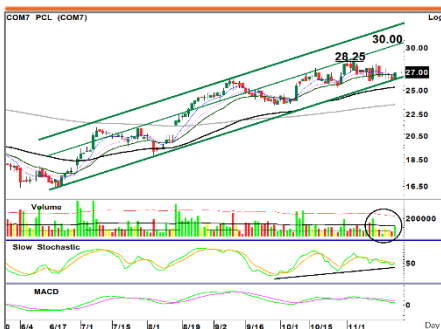 COM7 PCL (COM7)
Log
30.00
28.25
30.00
27.00
25.00
22.50
20.50
18.50
16.50
Volume
200000
Slow Stochastic
50
MACD
0
0 6/4 6/17 7/1 7/15 8/1 8/19 9/2 9/16 10/1 10/15 11/1 Day